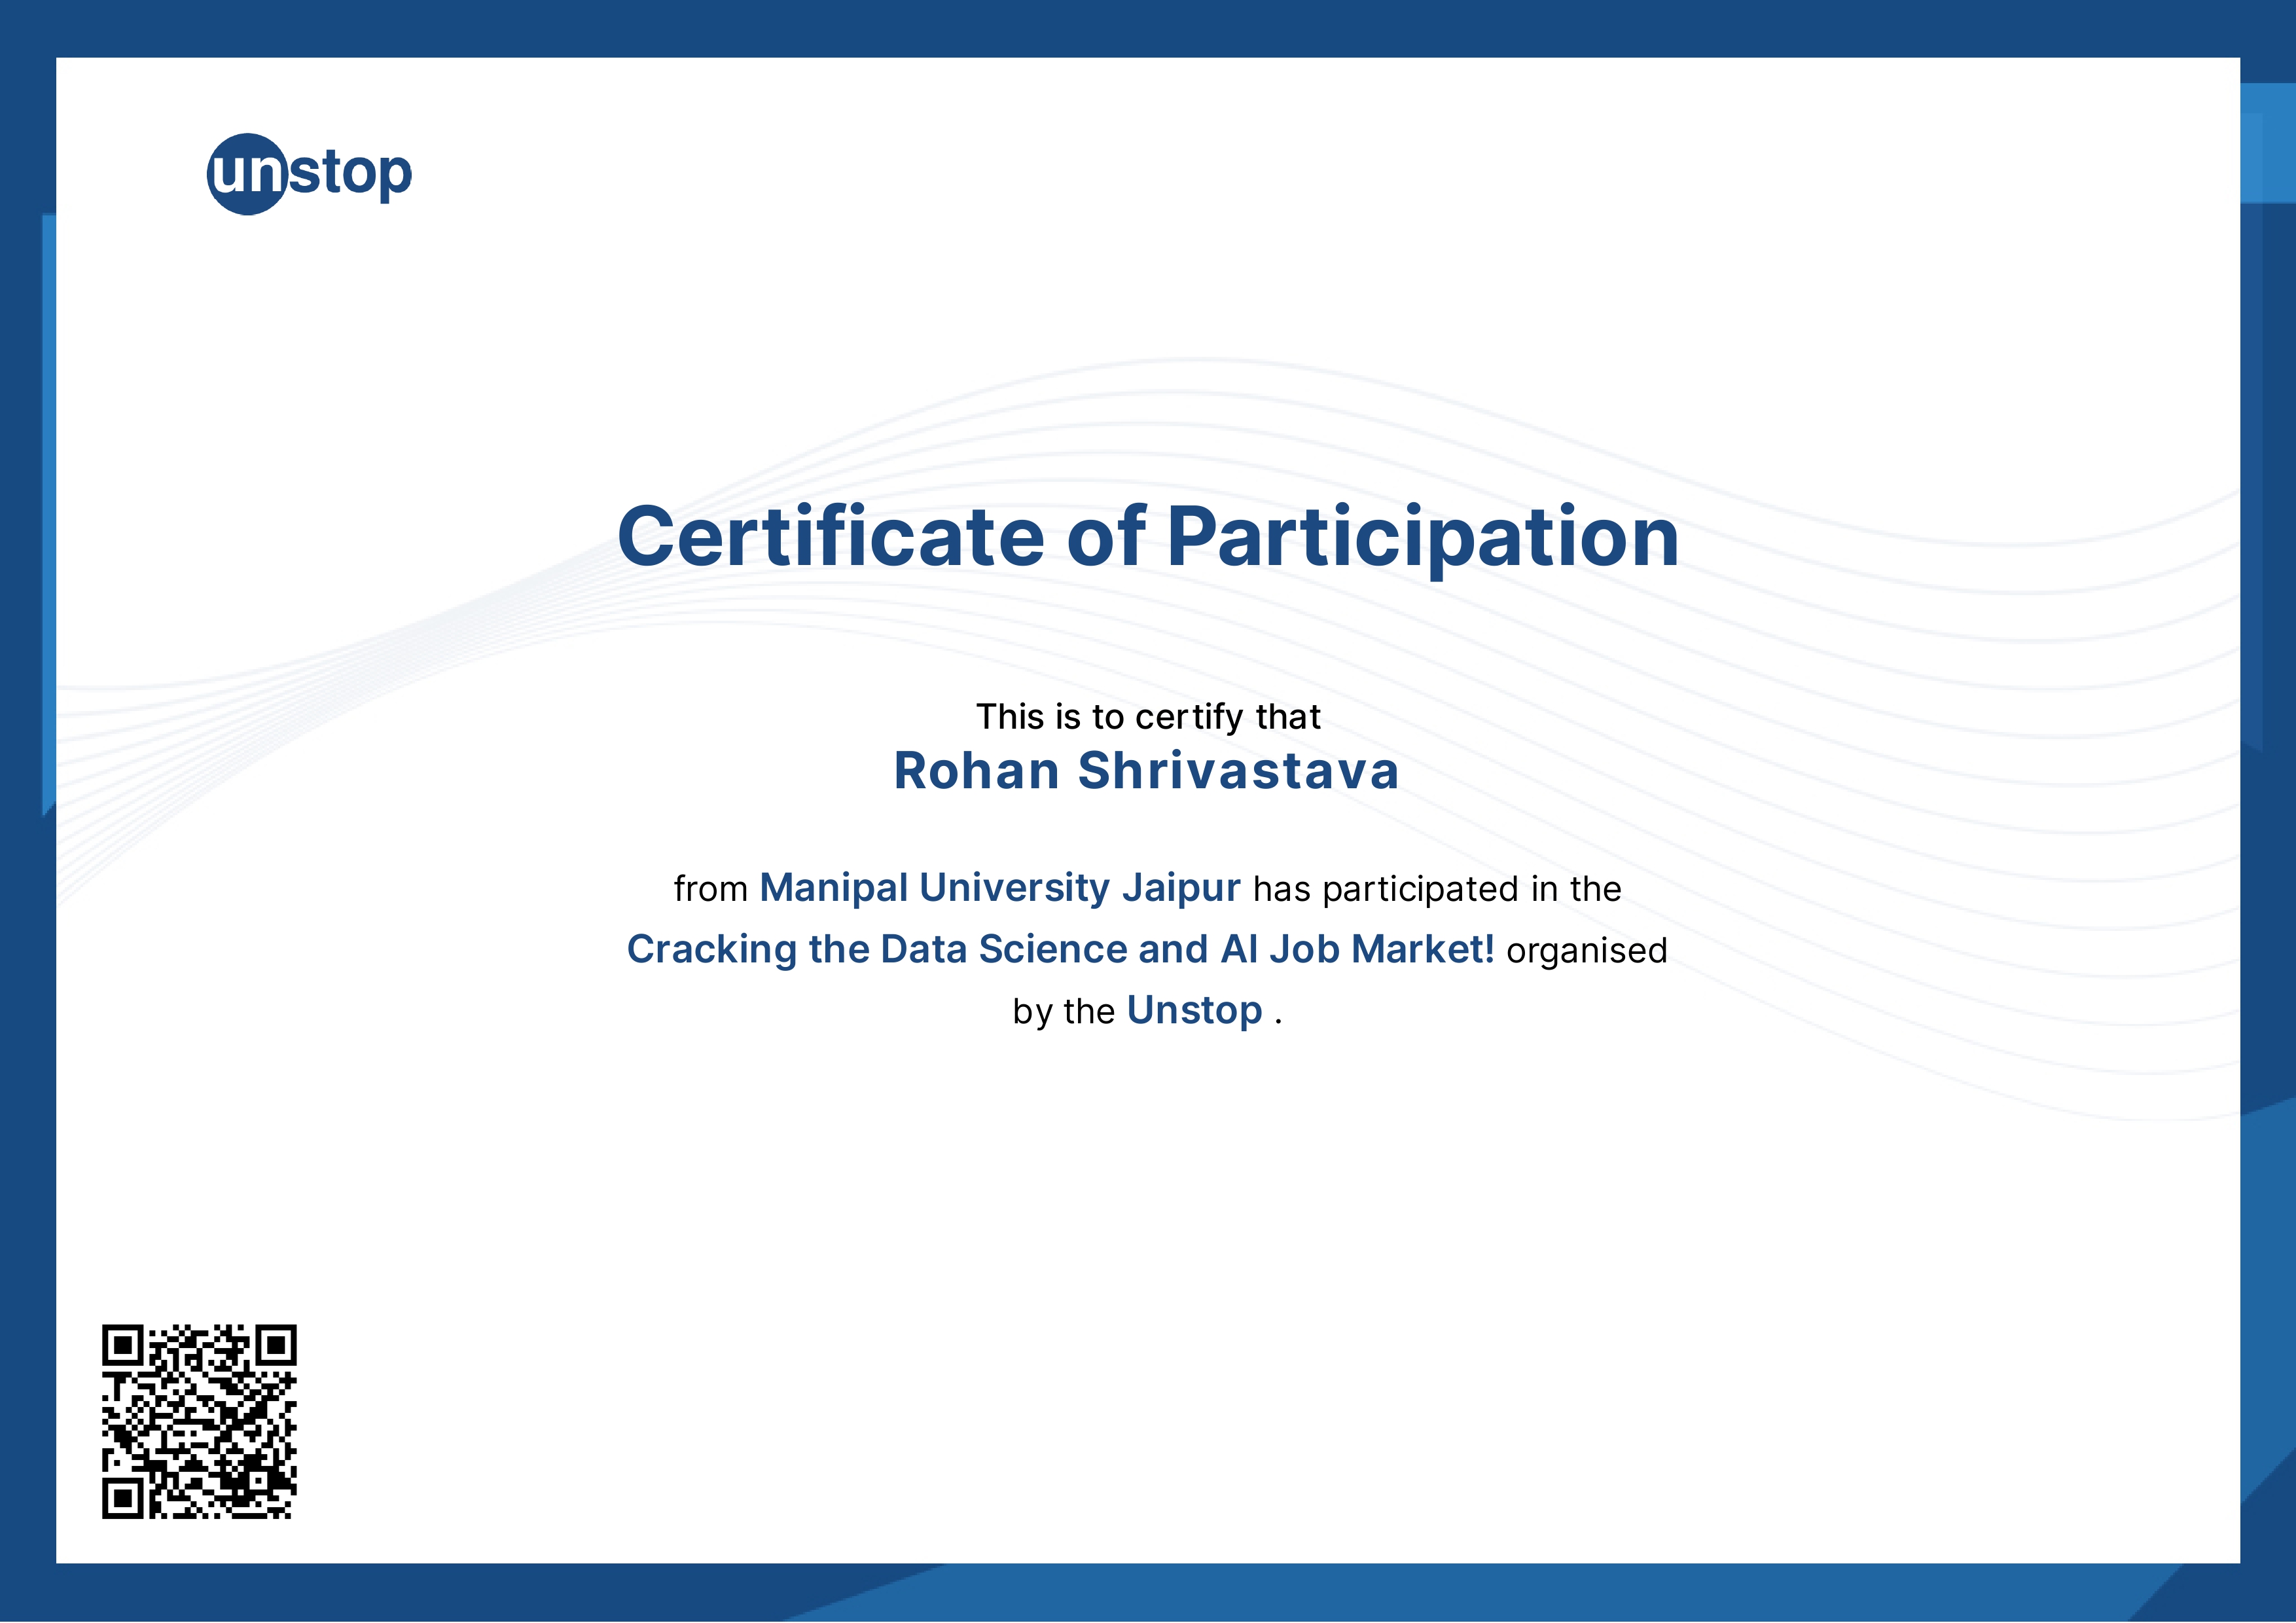 unstop
Certificate of Participation
This is to certify that
Rohan Shrivastava
from Manipal University Jaipur has participated in the
Cracking the Data Science and AI Job Market! organised
by the Unstop .